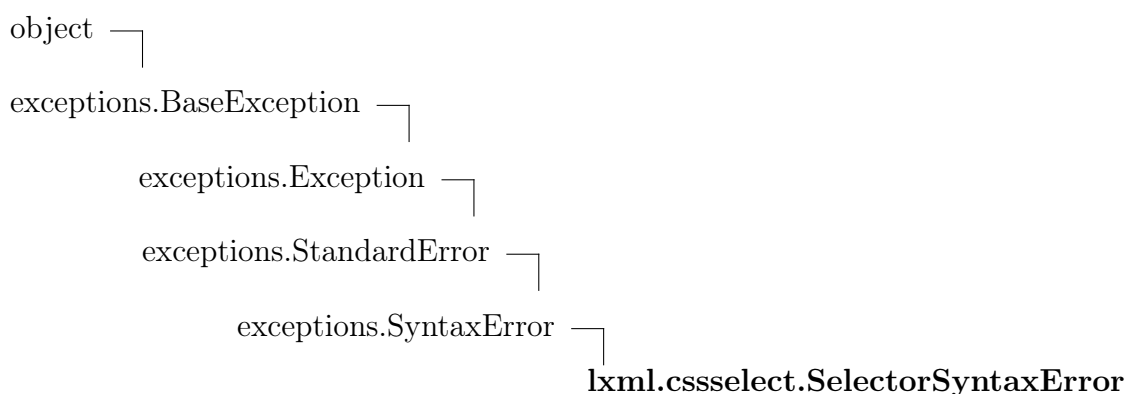 object
exceptions.BaseException
exceptions.Exception
exceptions.StandardError
exceptions.SyntaxError
lxml.cssselect.SelectorSyntaxError